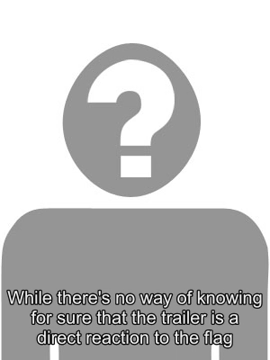 ?
While there's no way of knowing
for sure that the trailer is a
direct reaction to the flag